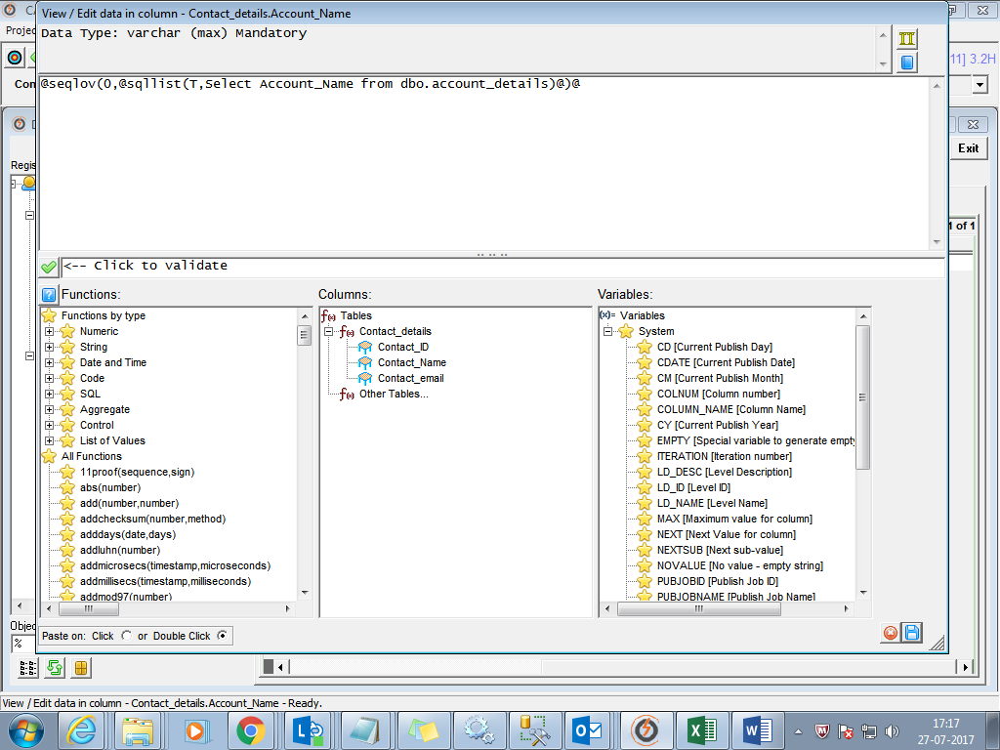 View / Edit data in column - Contact_details.Account_Name
Data Type: varchar (max) Mandatory
Projec
11] 3.2H
@seqlov(0,@sqllist(T,Select Account_Name from dbo.account_details)@)@
Con
Exit
Regis
1 of 1
<-- Click to validate
Functions:
Columns:
Variables:
Functions by type
Numeric
String
Date and Time
Code
SQL
Aggregate
Control
List of Values
All Functions
11proof(sequence,sign)
abs(number)
add(number,number)
addchecksum(number,method)
adddays(date,days)
addluhn(number)
addmicrosecs(timestamp,microseconds)
addmillisecs(timestamp,milliseconds)
addmod97(number)
Tables
Contact_details
Contact_ID
Contact_Name
Contact_email
Other Tables...
Variables
System
CD [Current Publish Day]
CDATE [Current Publish Date]
CM [Current Publish Month]
COLNUM [Column number]
COLUMN_NAME [Column Name]
CY [Current Publish Year]
EMPTY [Special variable to generate empty
ITERATION [Iteration number]
LD_DESC [Level Description]
LD_ID [Level ID]
LD_NAME [Level Name]
MAX [Maximum value for column]
NEXT [Next Value for column]
NEXTSUB [Next sub-value]
NOVALUE [No value - empty string]
PUBJOBID [Publish Job ID]
PUBJOBNAME [Publish Job Name]
Objec
%
Paste on: Click or Double Click
View / Edit data in column - Contact_details.Account_Name - Ready.
17:17
27-07-2017